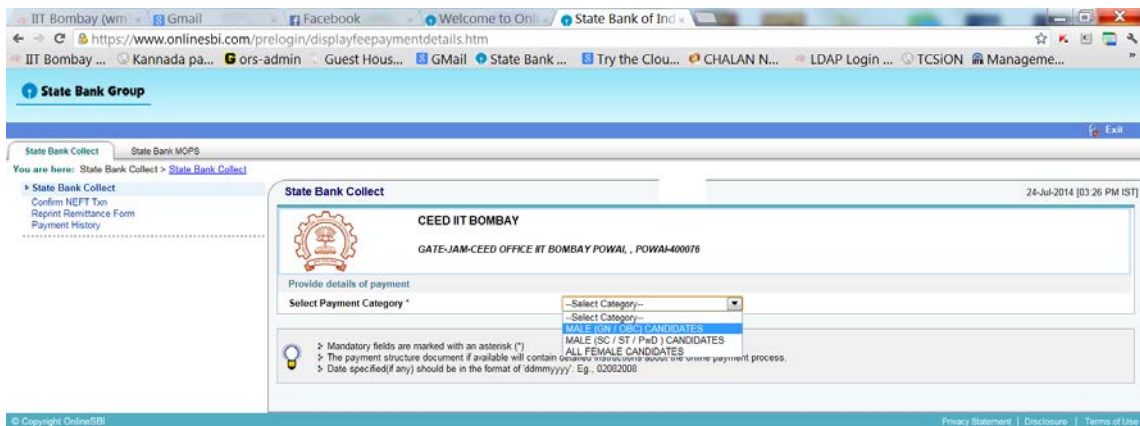 IIT Bombay (wm
Gmail
Facebook
Welcome to Onli
State Bank of Ind
https://www.onlinesbi.com/prelogin/displayfeepaymentdetails.htm
IIT Bombay ... Kannada pa... ors-admin Guest Hous... GMail State Bank ... Try the Clou... CHALAN N... LDAP Login ... TCSiON Manageme... »
State Bank Group
Exit
State Bank Collect State Bank MOPS
You are here: State Bank Collect > State Bank Collect
State Bank Collect
Confirm NEFT Txn
Reprint Remittance Form
Payment History
State Bank Collect 24-Jul-2014 [03:26 PM IST]
CEED IIT BOMBAY
GATE-JAM-CEED OFFICE IIT BOMBAY POWAI, , POWAI-400076
Provide details of payment
Select Payment Category * --Select Category--
--Select Category--
MALE (GN / OBC) CANDIDATES
MALE (SC / ST / PwD ) CANDIDATES
ALL FEMALE CANDIDATES
Mandatory fields are marked with an asterisk (*)
The payment structure document if available will contain detailed instructions about the online payment process.
Date specified(if any) should be in the format of 'ddmmyyyy'. Eg., 02082008
© Copyright OnlineSBI Privacy Statement | Disclosure | Terms of Use